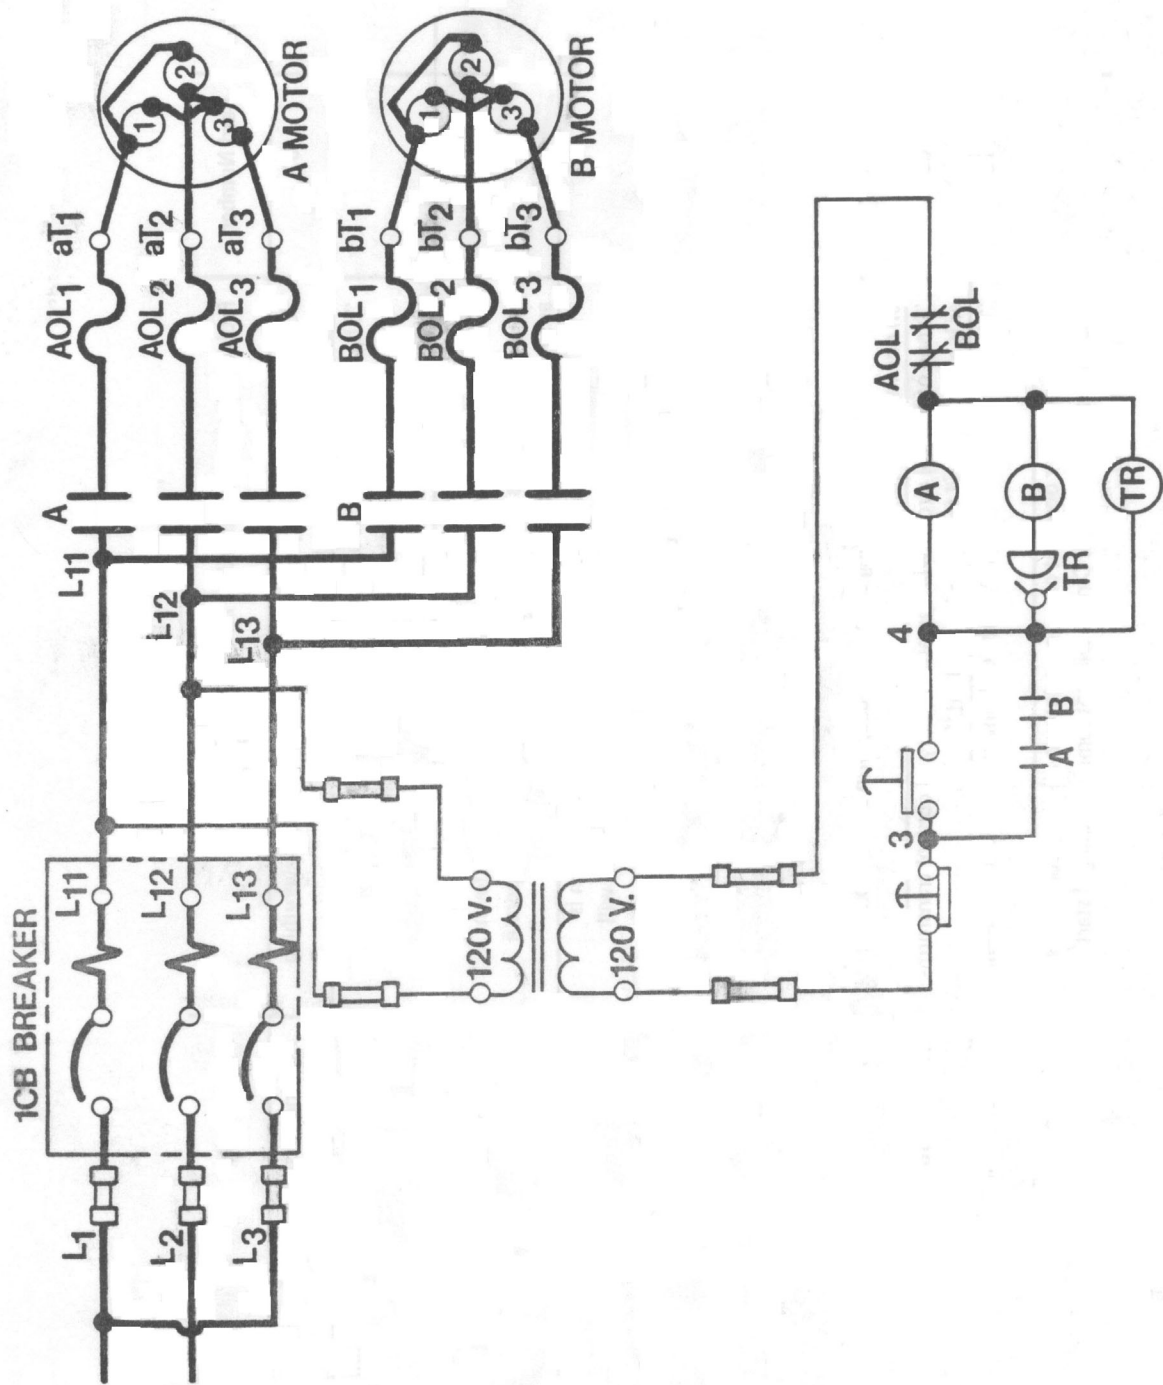 1CB BREAKER
L1
L2
L3
L11
L12
L13
L11
L12
L13
A
B
AOL1
AOL2
AOL3
BOL1
BOL2
BOL3
aT1
aT2
aT3
bT1
bT2
bT3
1
2
3
A MOTOR
1
2
3
B MOTOR
120 V.
120 V.
3
4
A
B
TR
A
B
TR
AOL
BOL